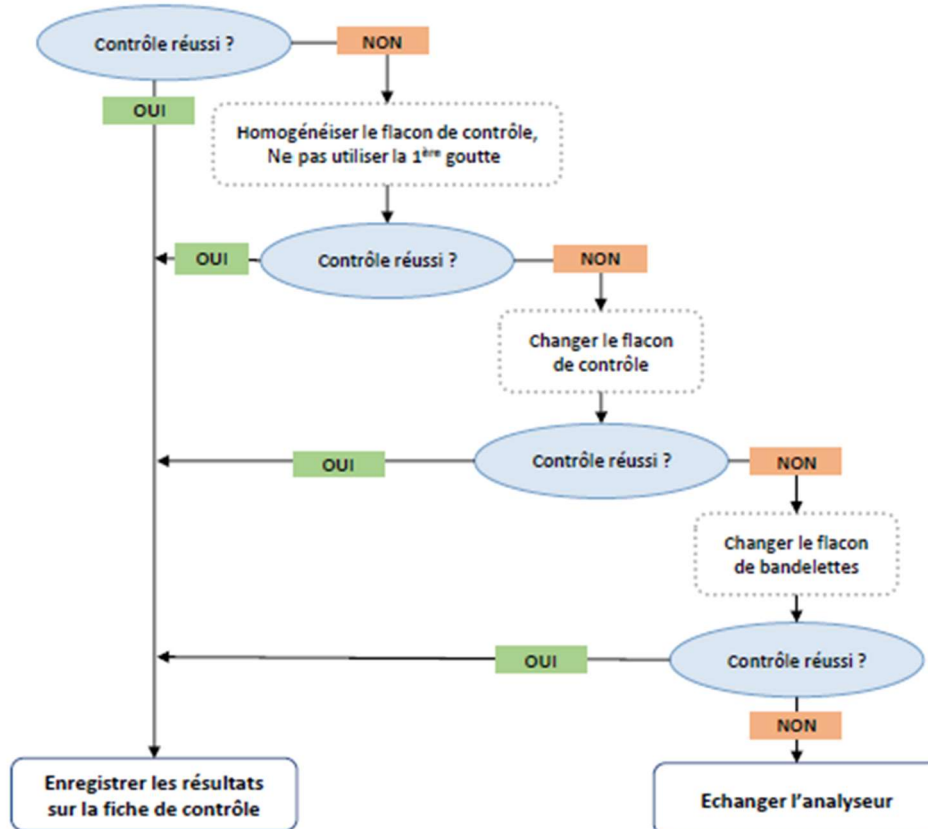 Contrôle réussi ?
NON
OUI
Homogénéiser le flacon de contrôle,
Ne pas utiliser la 1ère goutte
OUI
Contrôle réussi ?
NON
Changer le flacon
de contrôle
OUI
Contrôle réussi ?
NON
Changer le flacon
de bandelettes
OUI
Contrôle réussi ?
NON
Enregistrer les résultats
sur la fiche de contrôle
Echanger l'analyseur